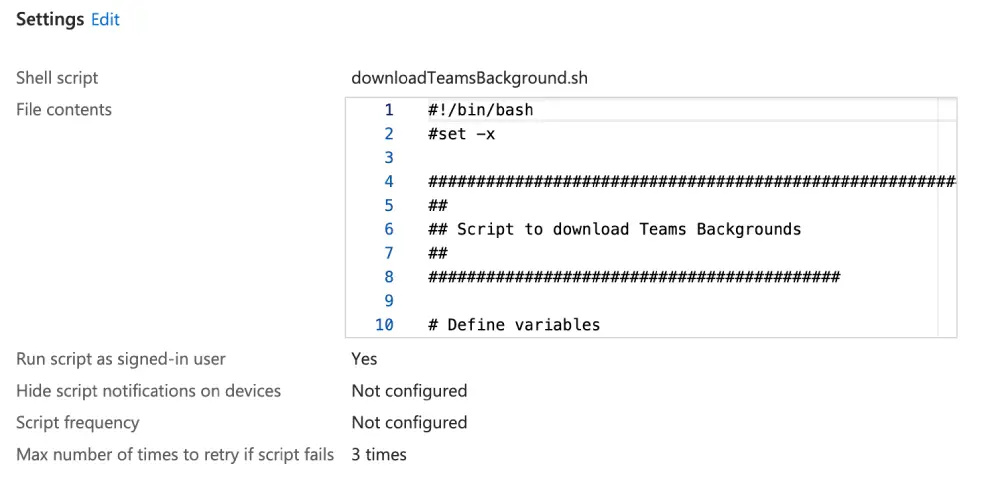 Settings Edit
Shell script downloadTeamsBackground.sh
File contents
1 #!/bin/bash
2 #set -x
3
4 #######################################################
5 ##
6 ## Script to download Teams Backgrounds
7 ##
8 ###########################################
9
10 # Define variables
Run script as signed-in user Yes
Hide script notifications on devices Not configured
Script frequency Not configured
Max number of times to retry if script fails 3 times